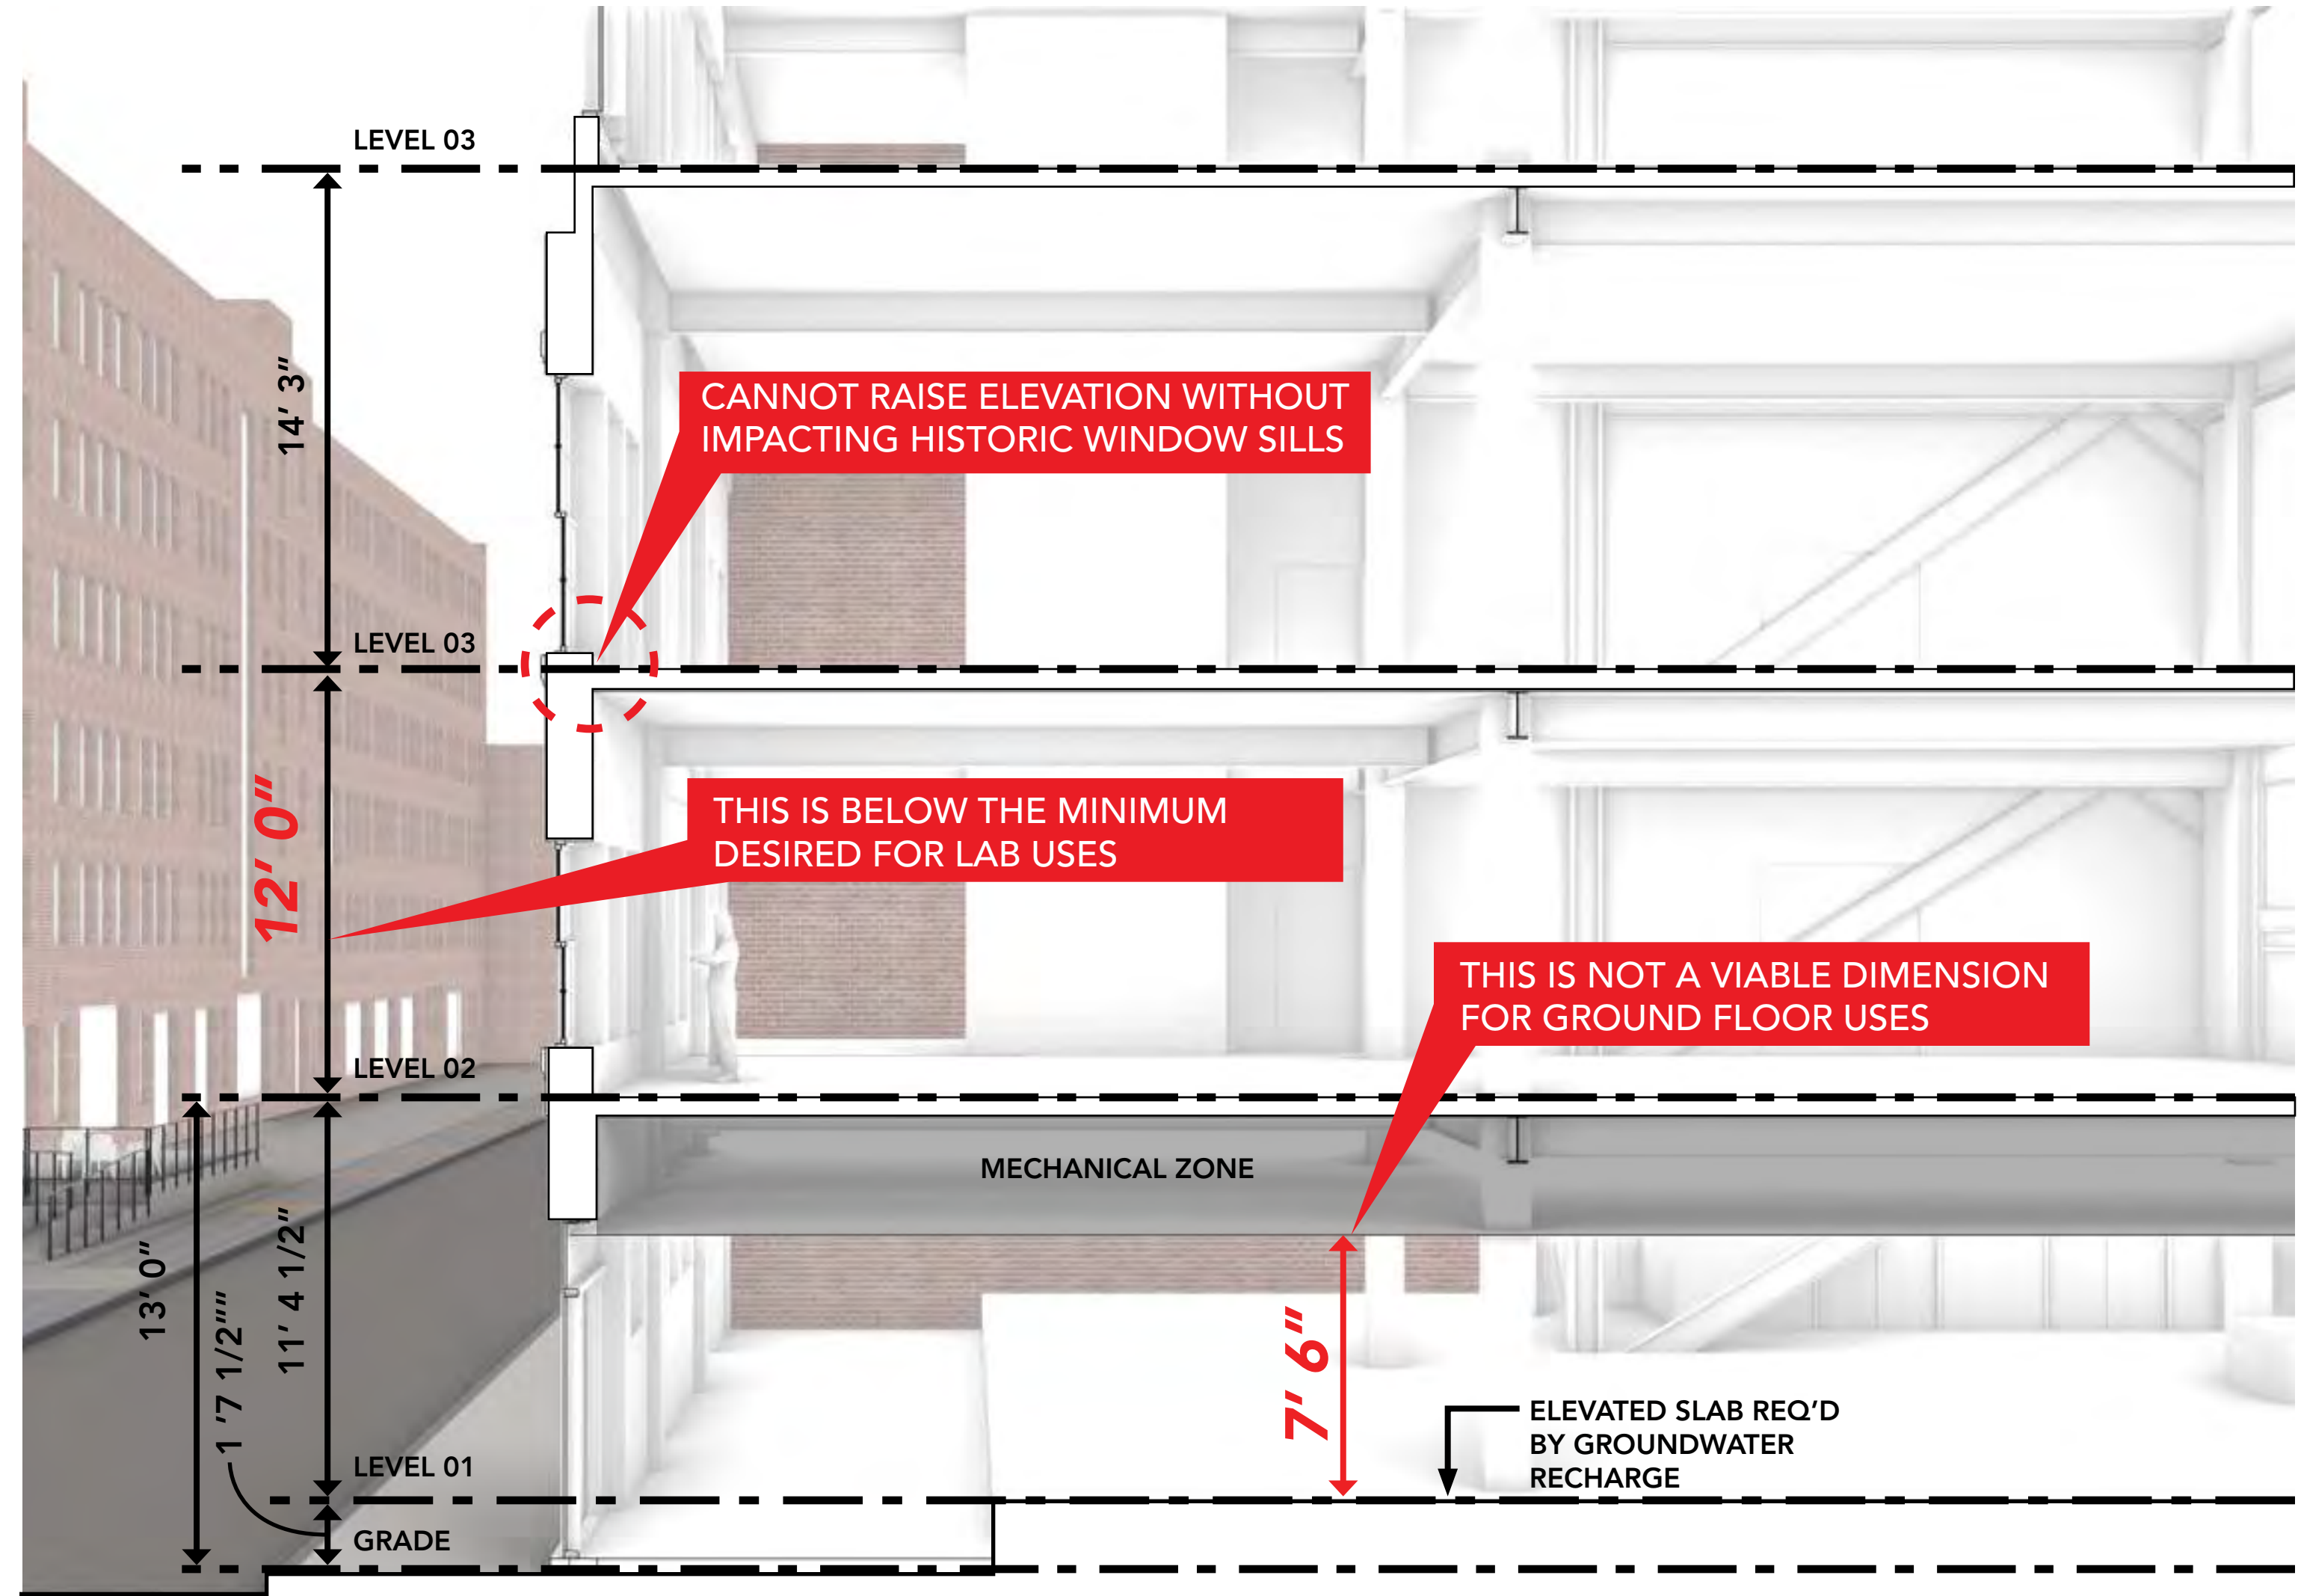 LEVEL 03
14’ 3”
CANNOT RAISE ELEVATION WITHOUT
IMPACTING HISTORIC WINDOW SILLS
LEVEL 03
12’ 0”
THIS IS BELOW THE MINIMUM
DESIRED FOR LAB USES
THIS IS NOT A VIABLE DIMENSION
FOR GROUND FLOOR USES
LEVEL 02
MECHANICAL ZONE
13’ 0”
1 ’7 1/2””
11’ 4 1/2”
7’ 6”
ELEVATED SLAB REQ’D
BY GROUNDWATER
RECHARGE
LEVEL 01
GRADE